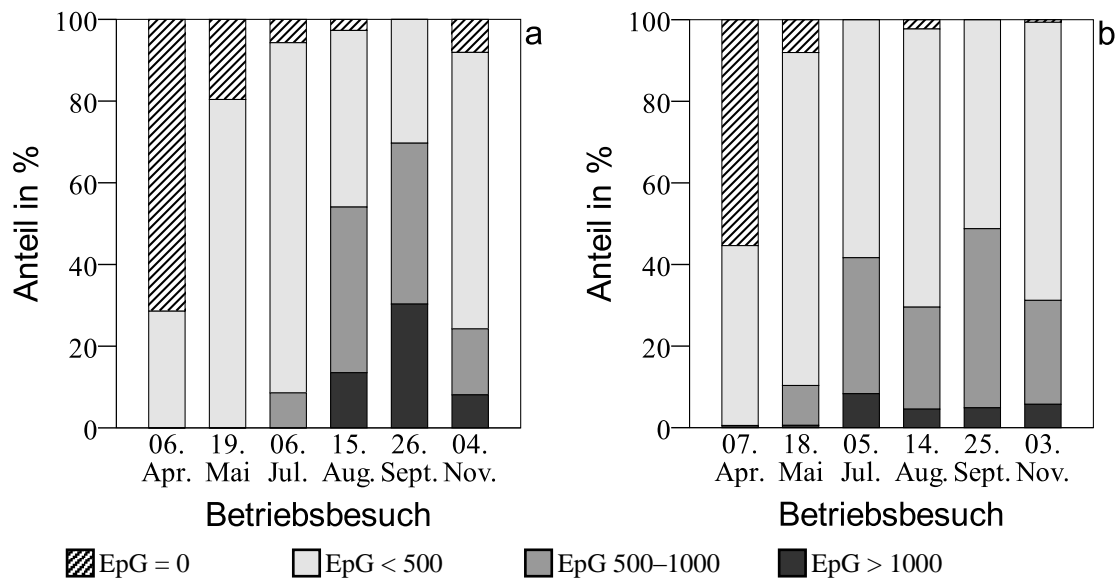 a
Anteil in %
100
80
60
40
20
0
06. Apr.
19. Mai
06. Jul.
15. Aug.
26. Sept.
04. Nov.
Betriebsbesuch
b
Anteil in %
100
80
60
40
20
0
07. Apr.
18. Mai
05. Jul.
14. Aug.
25. Sept.
03. Nov.
Betriebsbesuch
EpG = 0
EpG < 500
EpG 500–1000
EpG > 1000